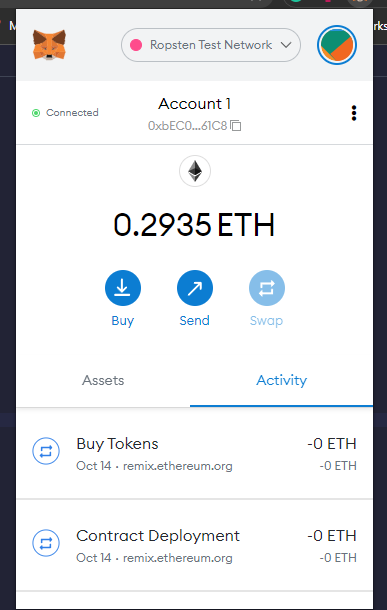 Ropsten Test Network
Connected
Account 1
0xbEC0...61C8
0.2935 ETH
Buy Send Swap
Assets Activity
Buy Tokens -0 ETH
Oct 14 · remix.ethereum.org -0 ETH
Contract Deployment -0 ETH
Oct 14 · remix.ethereum.org -0 ETH